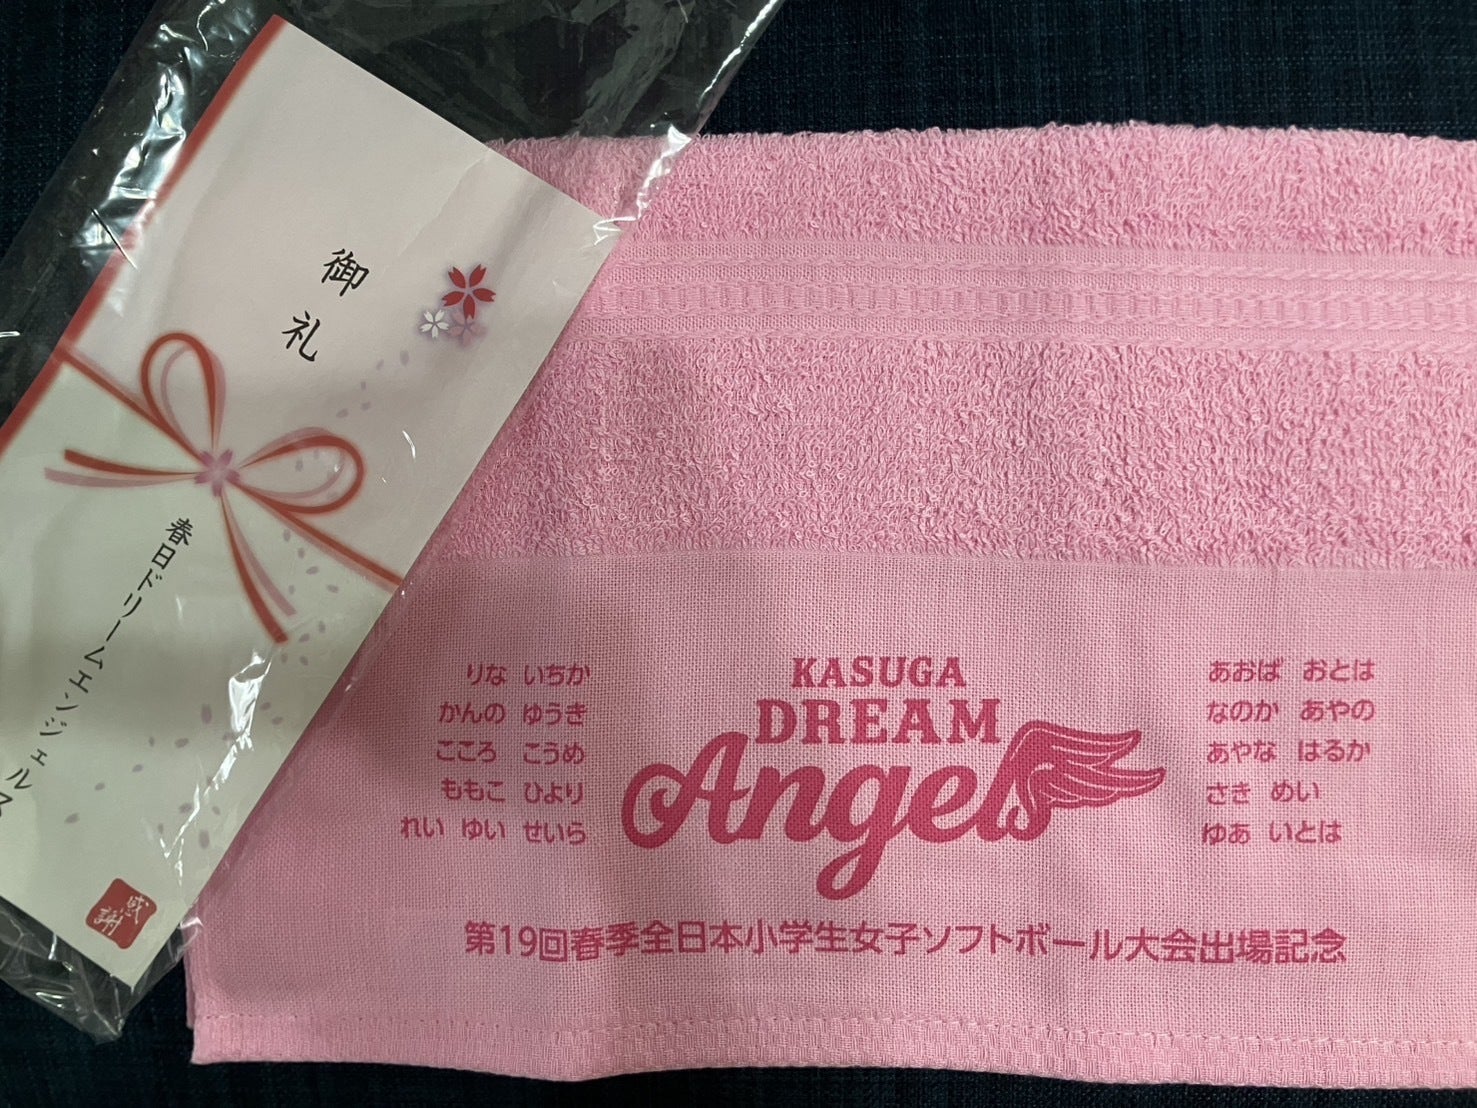 御礼
春日ドリームエンジェルス
感謝
りな いちか
かんの ゆうき
こころ こうめ
ももこ ひより
れい ゆい せいら
KASUGA
DREAM
Angels
あおば おとは
なのか あやの
あやな はるか
さき めい
ゆあ いとは
第19回春季全日本小学生女子ソフトボール大会出場記念